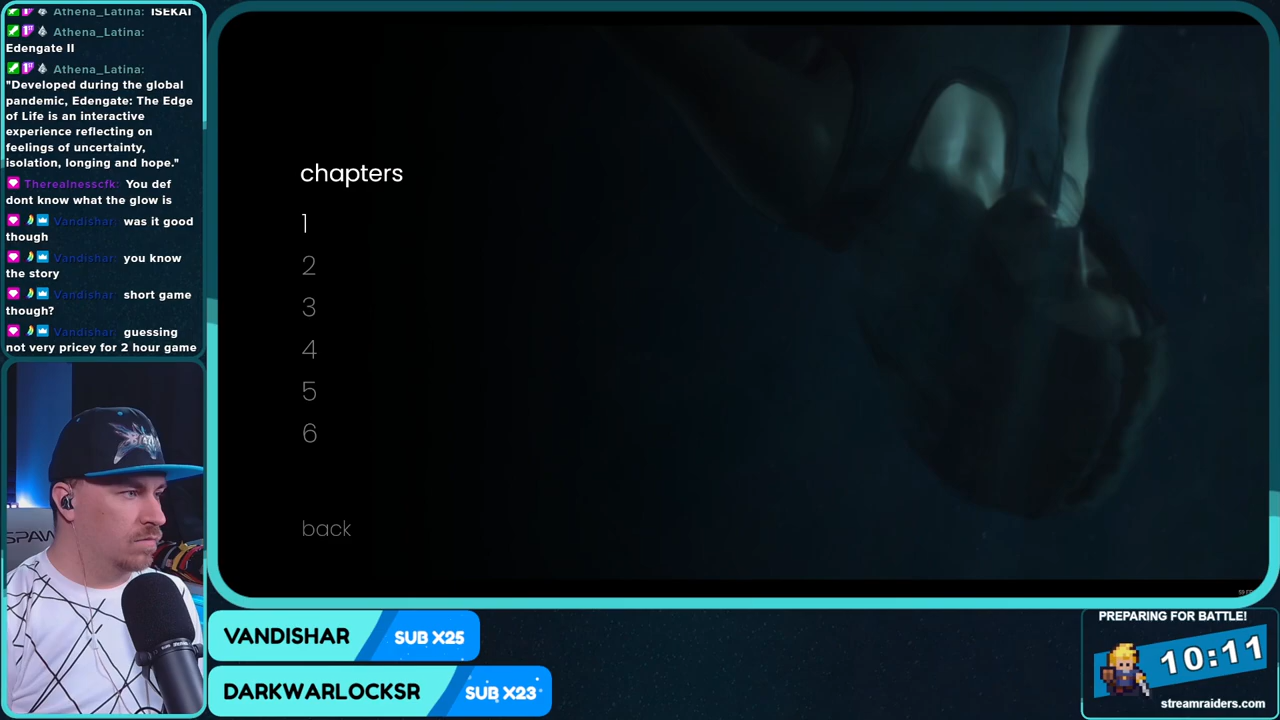 Athena_Latina: ISEKAI
Athena_Latina:
Edengate II
Athena_Latina:
"Developed during the global
pandemic, Edengate: The Edge
of Life is an interactive
experience reflecting on
feelings of uncertainty,
isolation, longing and hope."
Therealnesscfk: You def
dont know what the glow is
Vandishar: was it good
though
Vandishar: you know
the story
Vandishar: short game
though?
Vandishar: guessing
not very pricey for 2 hour game
chapters
1
2
3
4
5
6
back
SPAW
VANDISHAR SUB X25
DARKWARLOCKSR SUB X23
PREPARING FOR BATTLE!
10:11
streamraiders.com